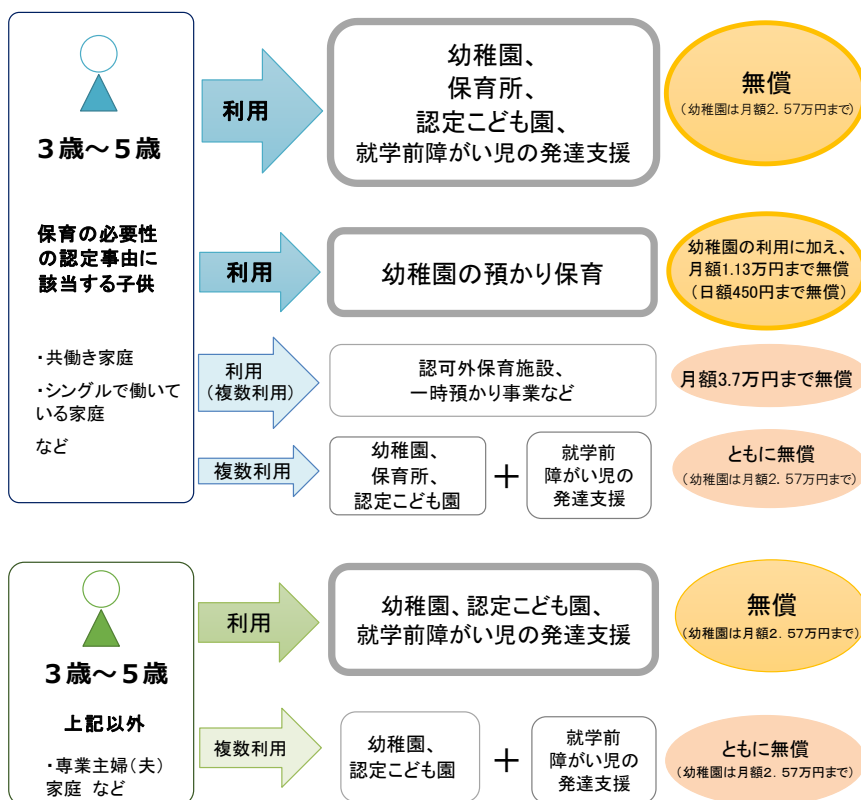 3歳～5歳
保育の必要性
の認定事由に
該当する子供
・共働き家庭
・シングルで働いて
いる家庭
など
利用
幼稚園、
保育所、
認定こども園、
就学前障がい児の発達支援
無償
(幼稚園は月額2.57万円まで)
利用
幼稚園の預かり保育
幼稚園の利用に加え、
月額1.13万円まで無償
(日額450円まで無償)
利用
(複数利用)
認可外保育施設、
一時預かり事業など
月額3.7万円まで無償
複数利用
幼稚園、
保育所、
認定こども園
+
就学前
障がい児の
発達支援
ともに無償
(幼稚園は月額2.57万円まで)
3歳～5歳
上記以外
・専業主婦(夫)
家庭 など
利用
幼稚園、認定こども園、
就学前障がい児の発達支援
無償
(幼稚園は月額2.57万円まで)
複数利用
幼稚園、
認定こども園
+
就学前
障がい児の
発達支援
ともに無償
(幼稚園は月額2.57万円まで)